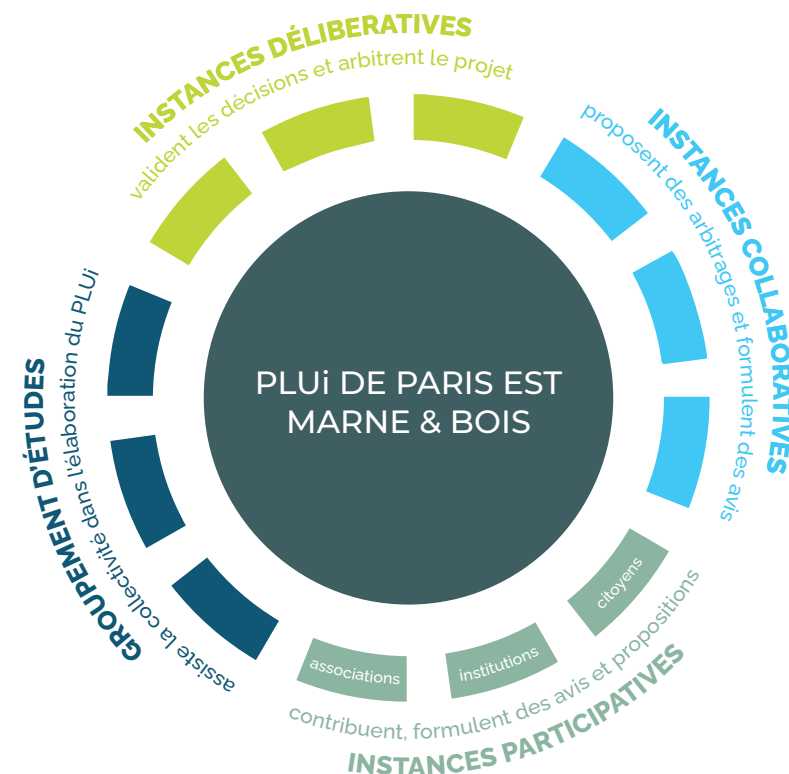 INSTANCES DÉLIBERATIVES
valident les décisions et arbitrent le projet
INSTANCES COLLABORATIVES
proposent des arbitrages et formulent des avis
PLUi DE PARIS EST
MARNE & BOIS
GROUPEMENT D'ÉTUDES
assiste la collectivité dans l'élaboration du PLUi
citoyens
institutions
associations
contribuent, formulent des avis et propositions
INSTANCES PARTICIPATIVES